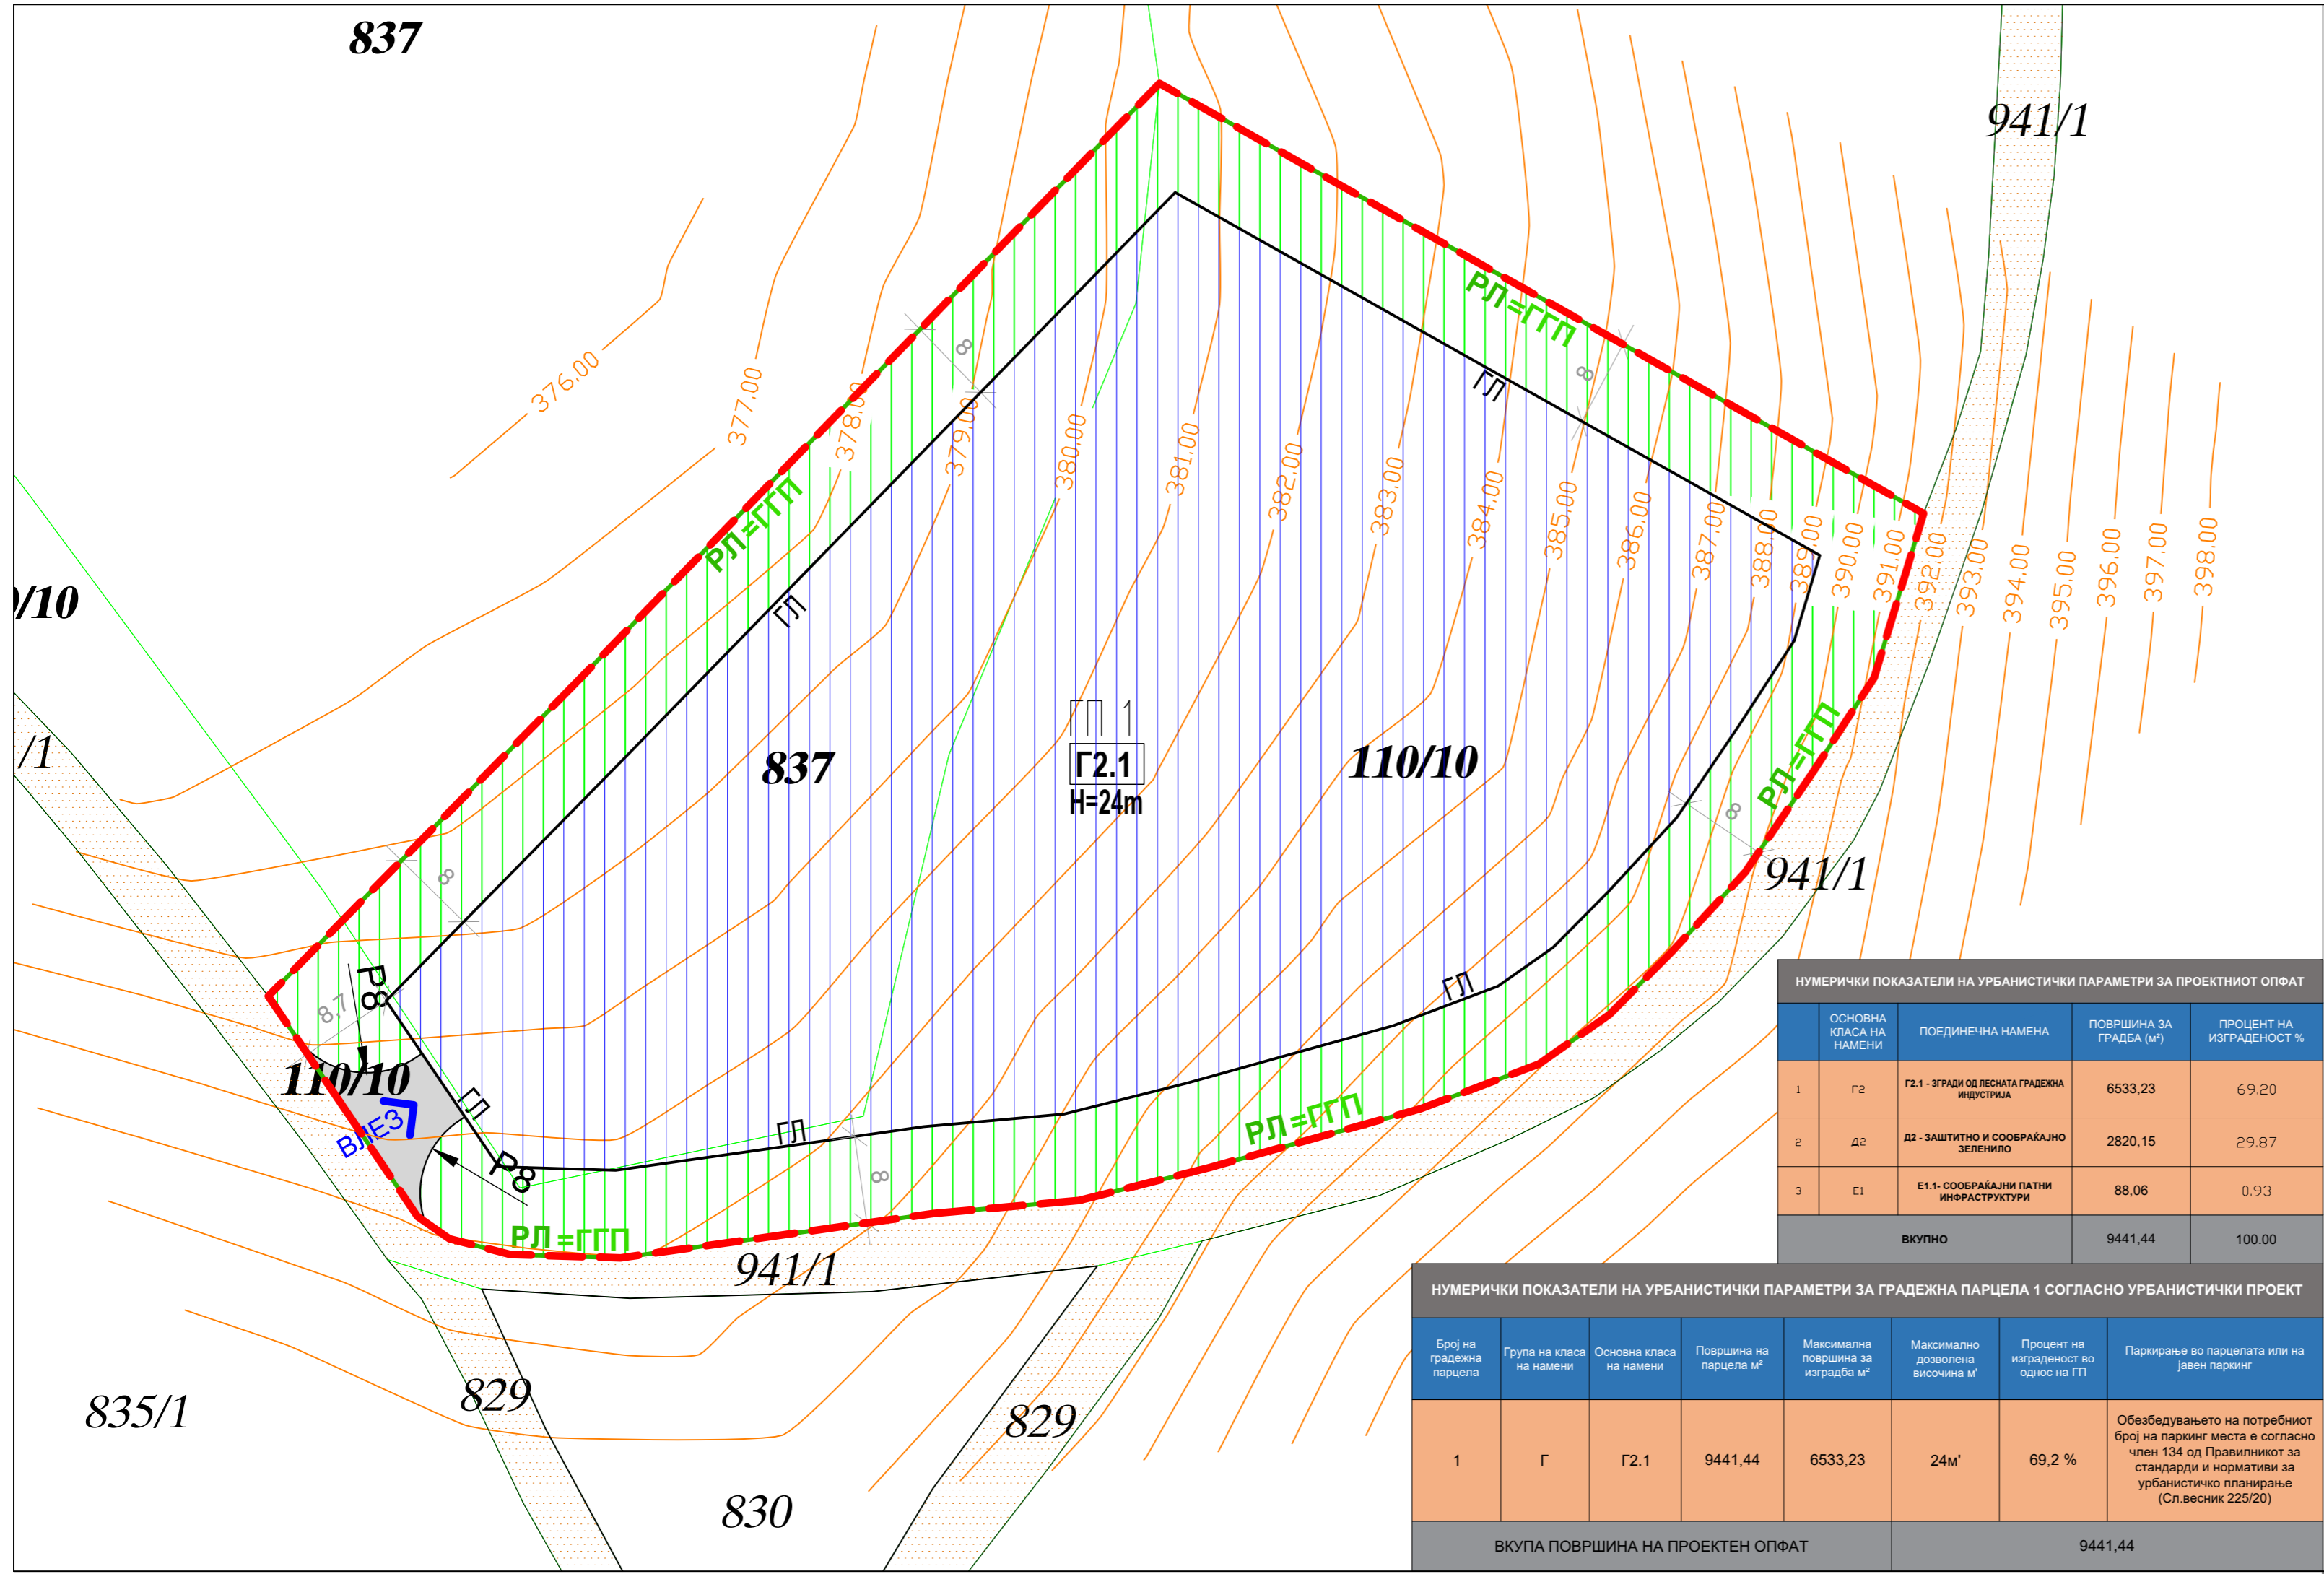 837
941/1
РЛ=ГГП
8
8
ГЛ
376.00
377.00
378.00
379.00
380.00
381.00
382.00
383.00
384.00
385.00
386.00
387.00
388.00
389.00
390.00
391.00
392.00
393.00
394.00
395.00
396.00
397.00
398.00
РЛ=ГГП
ГЛ
0/10
/1
ГП 1
837
Г2.1
H=24m
110/10
РЛ=ГГП
8
941/1
8
Р8
8,7
110/10
ВЛЕЗ
ГЛ
ГЛ
ГЛ
Р8
8
РЛ=ГГП
РЛ=ГГП
941/1
829
829
835/1
830
НУМЕРИЧКИ ПОКАЗАТЕЛИ НА УРБАНИСТИЧКИ ПАРАМЕТРИ ЗА ПРОЕКТНИОТ ОПФАТ
ОСНОВНА
КЛАСА НА
НАМЕНИ
ПОЕДИНЕЧНА НАМЕНА
ПОВРШИНА ЗА
ГРАДБА (м²)
ПРОЦЕНТ НА
ИЗГРАДЕНОСТ %
1
Г2
Г2.1 - ЗГРАДИ ОД ЛЕСНАТА ГРАДЕЖНА
ИНДУСТРИЈА
6533,23
69.20
2
Д2
Д2 - ЗАШТИТНО И СООБРАЌАЈНО
ЗЕЛЕНИЛО
2820,15
29.87
3
Е1
Е1.1- СООБРАЌАЈНИ ПАТНИ
ИНФРАСТРУКТУРИ
88,06
0.93
ВКУПНО
9441,44
100.00
НУМЕРИЧКИ ПОКАЗАТЕЛИ НА УРБАНИСТИЧКИ ПАРАМЕТРИ ЗА ГРАДЕЖНА ПАРЦЕЛА 1 СОГЛАСНО УРБАНИСТИЧКИ ПРОЕКТ
Број на
градежна
парцела
Група на класа
на намени
Основна класа
на намени
Површина на
парцела м²
Максимална
површина за
изградба м²
Максимално
дозволена
височина м'
Процент на
изграденост во
однос на ГП
Паркирање во парцелата или на
јавен паркинг
1
Г
Г2.1
9441,44
6533,23
24м'
69,2 %
Обезбедувањето на потребниот
број на паркинг места е согласно
член 134 од Правилникот за
стандарди и нормативи за
урбанистичко планирање
(Сл.весник 225/20)
ВКУПА ПОВРШИНА НА ПРОЕКТЕН ОПФАТ
9441,44